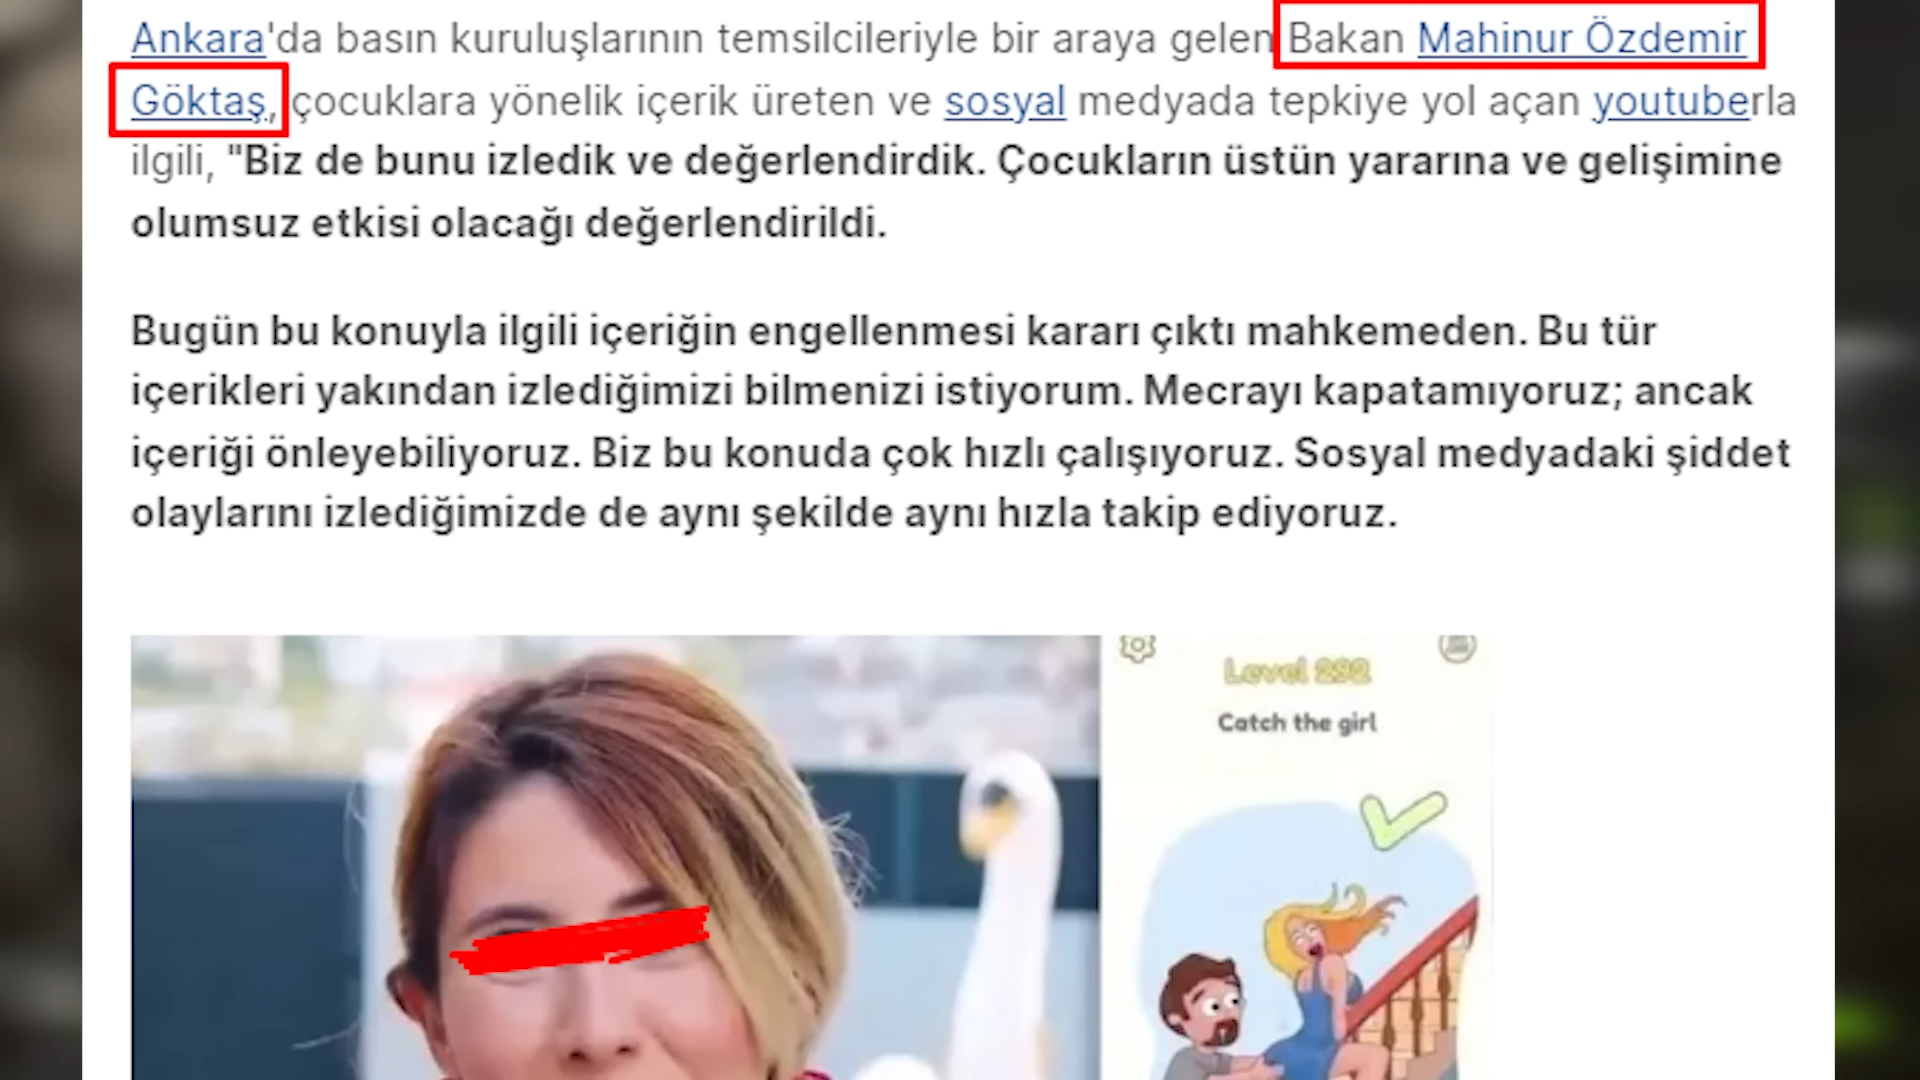 Ankara'da basın kuruluşlarının temsilcileriyle bir araya gelen Bakan Mahinur Özdemir
Göktaş, çocuklara yönelik içerik üreten ve sosyal medyada tepkiye yol açan youtuberla
ilgili, "Biz de bunu izledik ve değerlendirdik. Çocukların üstün yararına ve gelişimine
olumsuz etkisi olacağı değerlendirildi.
Bugün bu konuyla ilgili içeriğin engellenmesi kararı çıktı mahkemeden. Bu tür
içerikleri yakından izlediğimizi bilmenizi istiyorum. Mecrayı kapatamıyoruz; ancak
içeriği önleyebiliyoruz. Biz bu konuda çok hızlı çalışıyoruz. Sosyal medyadaki şiddet
olaylarını izlediğimizde de aynı şekilde aynı hızla takip ediyoruz.
Level 292
Catch the girl